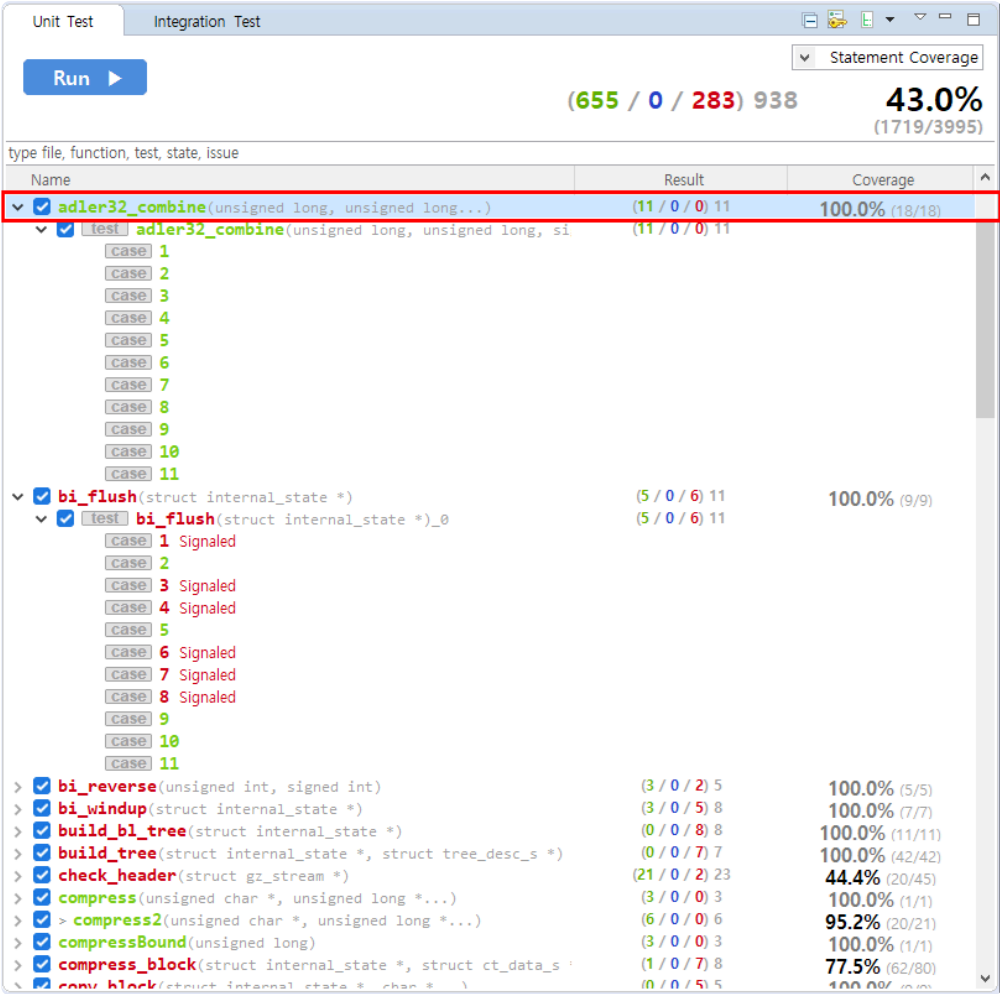 Unit Test Integration Test
Statement Coverage
Run
(655 / 0 / 283) 938 43.0%
(1719/3995)
type file, function, test, state, issue
Name Result Coverage
adler32_combine(unsigned long, unsigned long...) (11 / 0 / 0) 11 100.0% (18/18)
test adler32_combine(unsigned long, unsigned long, si (11 / 0 / 0) 11
case 1
case 2
case 3
case 4
case 5
case 6
case 7
case 8
case 9
case 10
case 11
bi_flush(struct internal_state *) (5 / 0 / 6) 11 100.0% (9/9)
test bi_flush(struct internal_state *)_0 (5 / 0 / 6) 11
case 1 Signaled
case 2
case 3 Signaled
case 4 Signaled
case 5
case 6 Signaled
case 7 Signaled
case 8 Signaled
case 9
case 10
case 11
bi_reverse(unsigned int, signed int) (3 / 0 / 2) 5 100.0% (5/5)
bi_windup(struct internal_state *) (3 / 0 / 5) 8 100.0% (7/7)
build_bl_tree(struct internal_state *) (0 / 0 / 8) 8 100.0% (11/11)
build_tree(struct internal_state *, struct tree_desc_s *) (0 / 0 / 7) 7 100.0% (42/42)
check_header(struct gz_stream *) (21 / 0 / 2) 23 44.4% (20/45)
compress(unsigned char *, unsigned long *...) (3 / 0 / 0) 3 100.0% (1/1)
> compress2(unsigned char *, unsigned long *...) (6 / 0 / 0) 6 95.2% (20/21)
compressBound(unsigned long) (3 / 0 / 0) 3 100.0% (1/1)
compress_block(struct internal_state *, struct ct_data_s * (1 / 0 / 7) 8 77.5% (62/80)
copy_block(struct internal_state *, char *...) (0 / 0 / 5) 5 100.0%